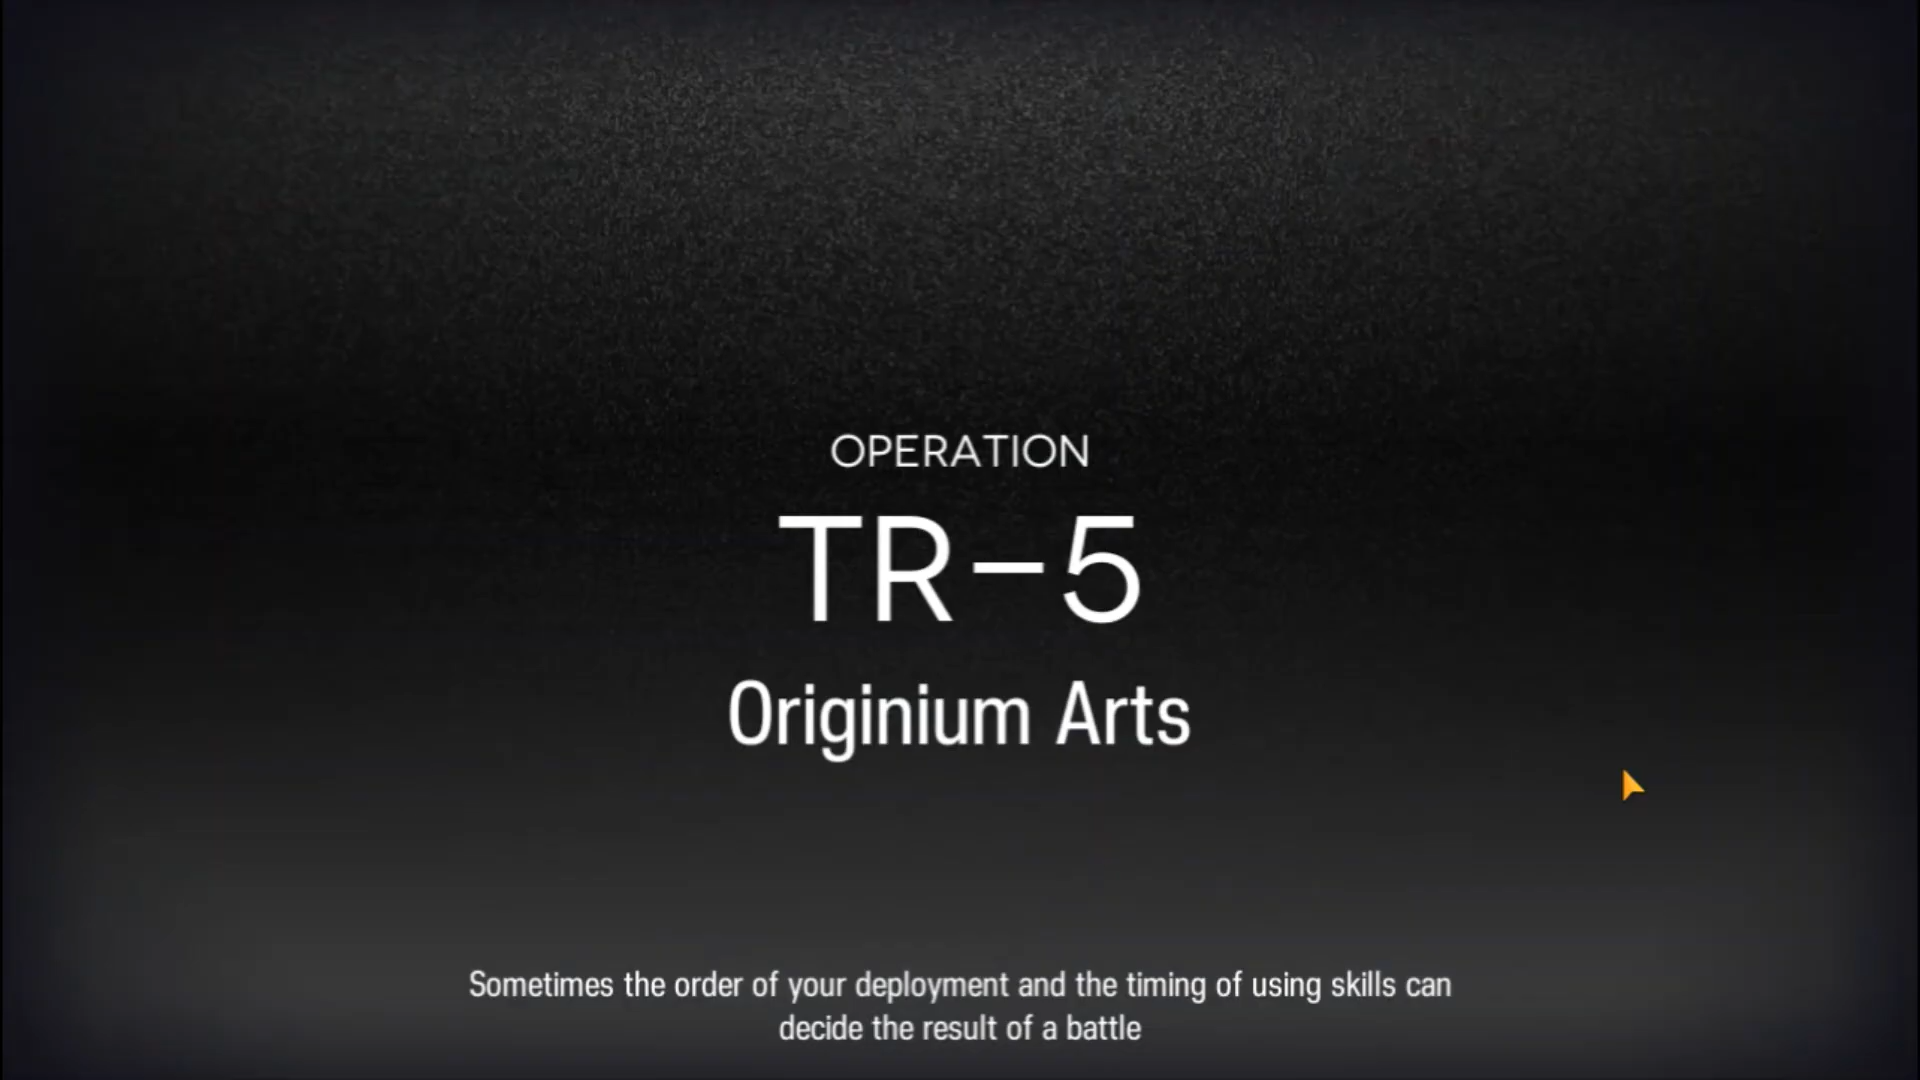 OPERATION
TR-5
Originium Arts
Sometimes the order of your deployment and the timing of using skills can
decide the result of a battle